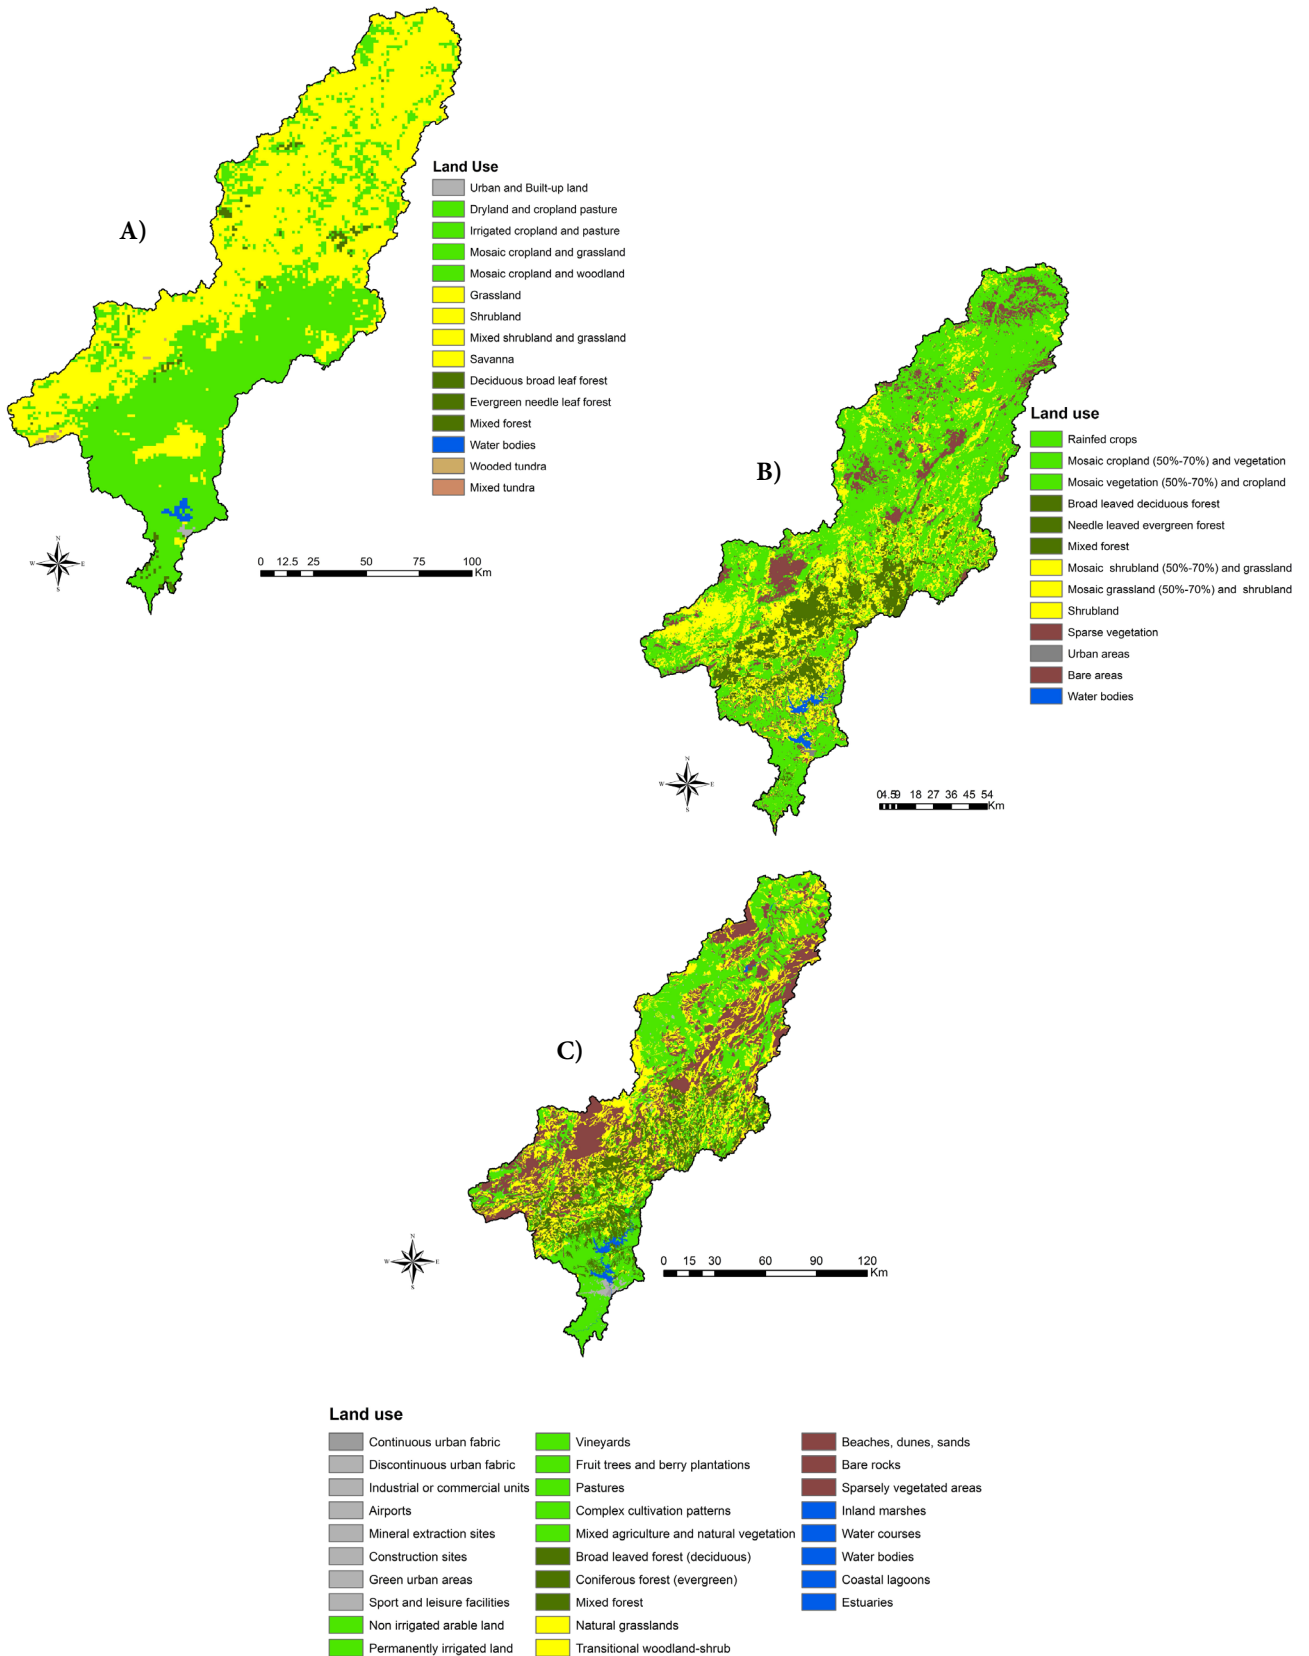 A)
Land Use
Urban and Built-up land
Dryland and cropland pasture
Irrigated cropland and pasture
Mosaic cropland and grassland
Mosaic cropland and woodland
Grassland
Shrubland
Mixed shrubland and grassland
Savanna
Deciduous broad leaf forest
Evergreen needle leaf forest
Mixed forest
Water bodies
Wooded tundra
Mixed tundra
N
W E
S
0 12.5 25 50 75 100
Km
B)
Land use
Rainfed crops
Mosaic cropland (50%-70%) and vegetation
Mosaic vegetation (50%-70%) and cropland
Broad leaved deciduous forest
Needle leaved evergreen forest
Mixed forest
Mosaic shrubland (50%-70%) and grassland
Mosaic grassland (50%-70%) and shrubland
Shrubland
Sparse vegetation
Urban areas
Bare areas
Water bodies
N
W E
S
0 4.5 9 18 27 36 45 54
Km
C)
N
W E
S
0 15 30 60 90 120
Km
Land use
Continuous urban fabric
Discontinuous urban fabric
Industrial or commercial units
Airports
Mineral extraction sites
Construction sites
Green urban areas
Sport and leisure facilities
Non irrigated arable land
Permanently irrigated land
Vineyards
Fruit trees and berry plantations
Pastures
Complex cultivation patterns
Mixed agriculture and natural vegetation
Broad leaved forest (deciduous)
Coniferous forest (evergreen)
Mixed forest
Natural grasslands
Transitional woodland-shrub
Beaches, dunes, sands
Bare rocks
Sparsely vegetated areas
Inland marshes
Water courses
Water bodies
Coastal lagoons
Estuaries